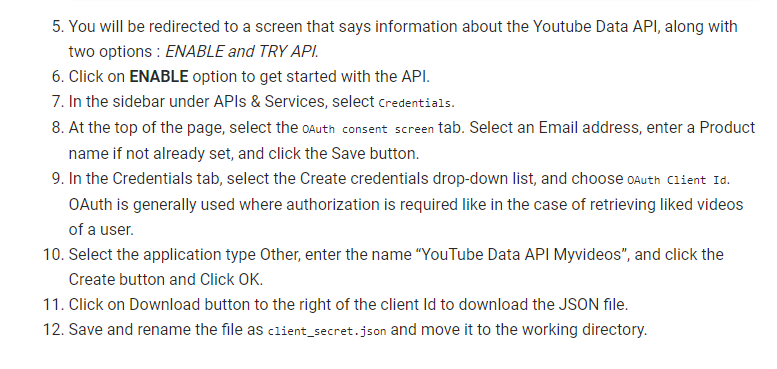 5. You will be redirected to a screen that says information about the Youtube Data API, along with
two options : ENABLE and TRY API.
6. Click on ENABLE option to get started with the API.
7. In the sidebar under APIs & Services, select Credentials.
8. At the top of the page, select the OAuth consent screen tab. Select an Email address, enter a Product
name if not already set, and click the Save button.
9. In the Credentials tab, select the Create credentials drop-down list, and choose OAuth Client Id.
OAuth is generally used where authorization is required like in the case of retrieving liked videos
of a user.
10. Select the application type Other, enter the name “YouTube Data API Myvideos”, and click the
Create button and Click OK.
11. Click on Download button to the right of the client Id to download the JSON file.
12. Save and rename the file as client_secret.json and move it to the working directory.